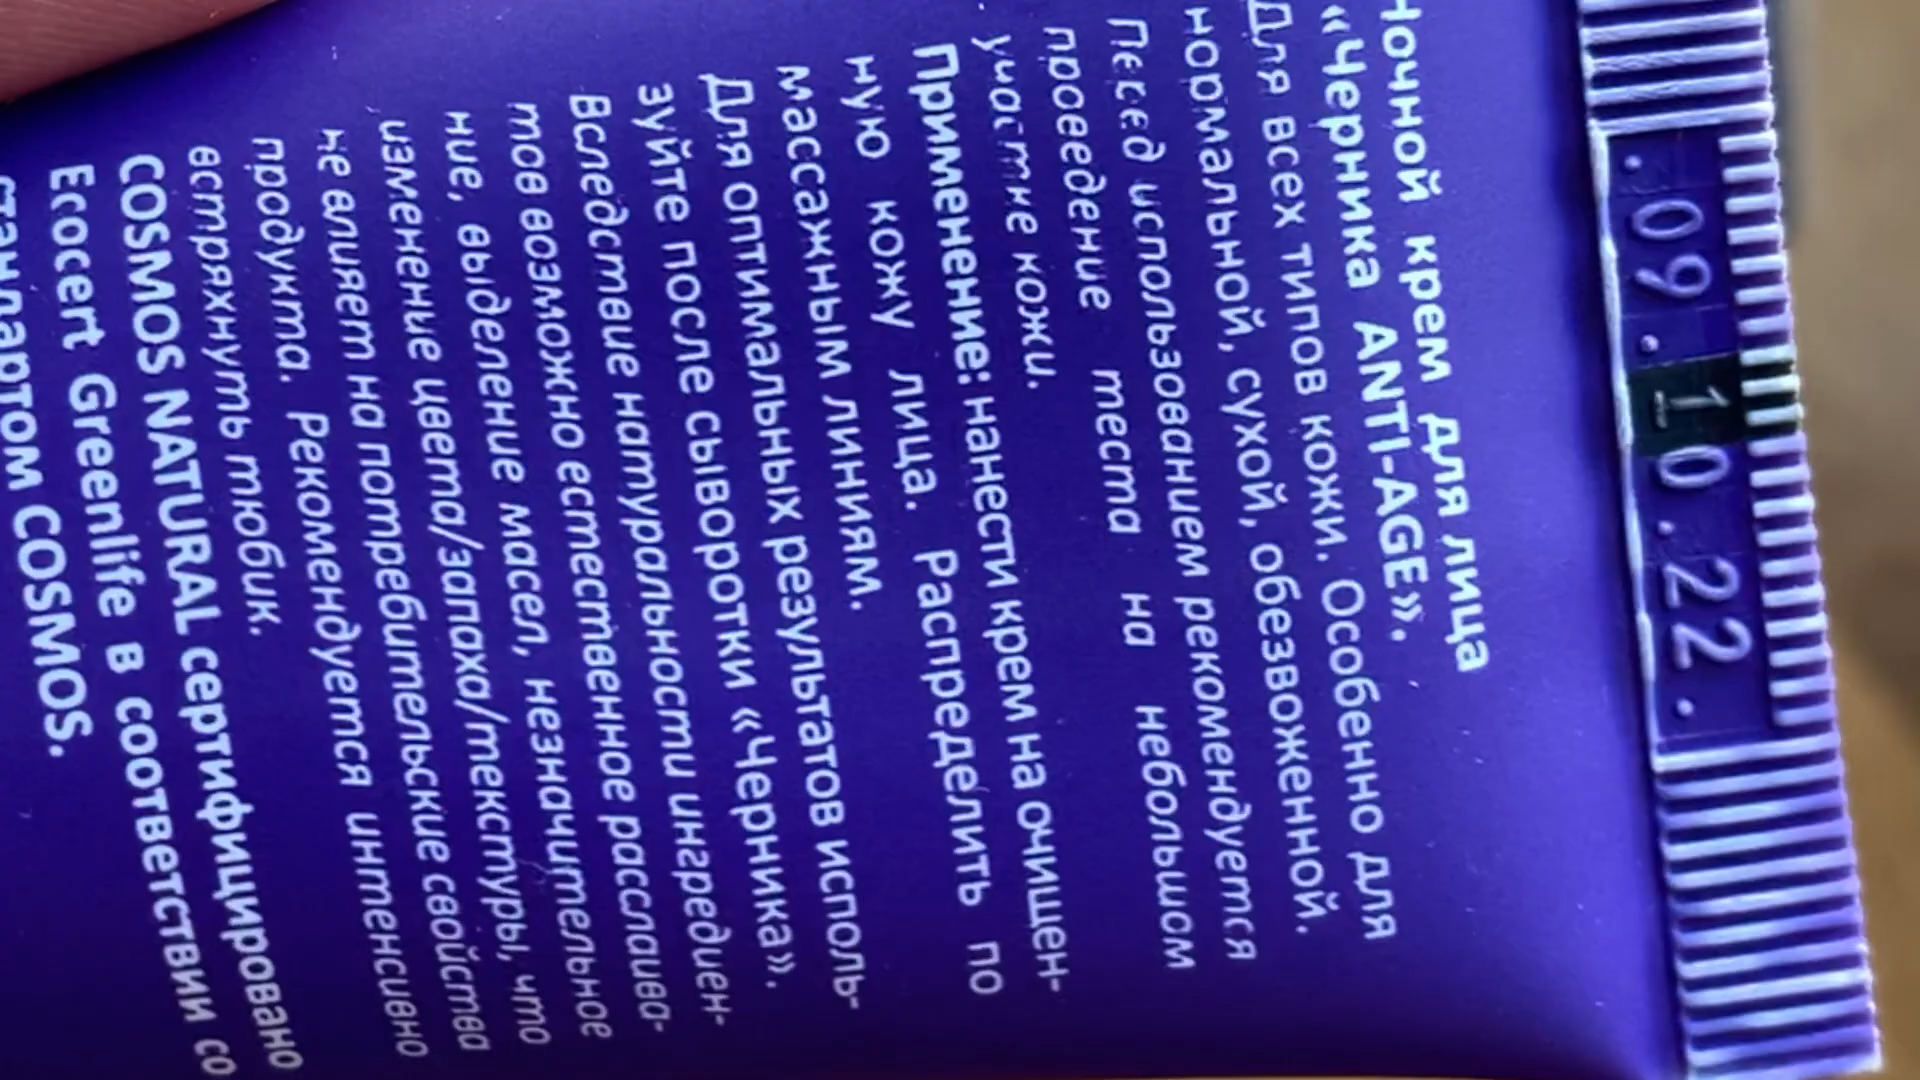 .09.10.22.
ночной крем для лица
«Черника ANTI-AGE».
Для всех типов кожи. Особенно для
нормальной, сухой, обезвоженной.
Перед использованием рекомендуется
проведение теста на небольшом
участке кожи.
Применение: нанести крем на очищен-
ную кожу лица. Распределить по
массажным линиям.
Для оптимальных результатов исполь-
зуйте после сыворотки «Черника».
Вследствие натуральности ингредиен-
тов возможно естественное расслаива-
ние, выделение масел, незначительное
изменение цвета/запаха/текстуры, что
не влияет на потребительские свойства
продукта. Рекомендуется интенсивно
встряхнуть тюбик.
COSMOS NATURAL сертифицировано
Ecocert Greenlife в соответствии со
стандартом COSMOS.